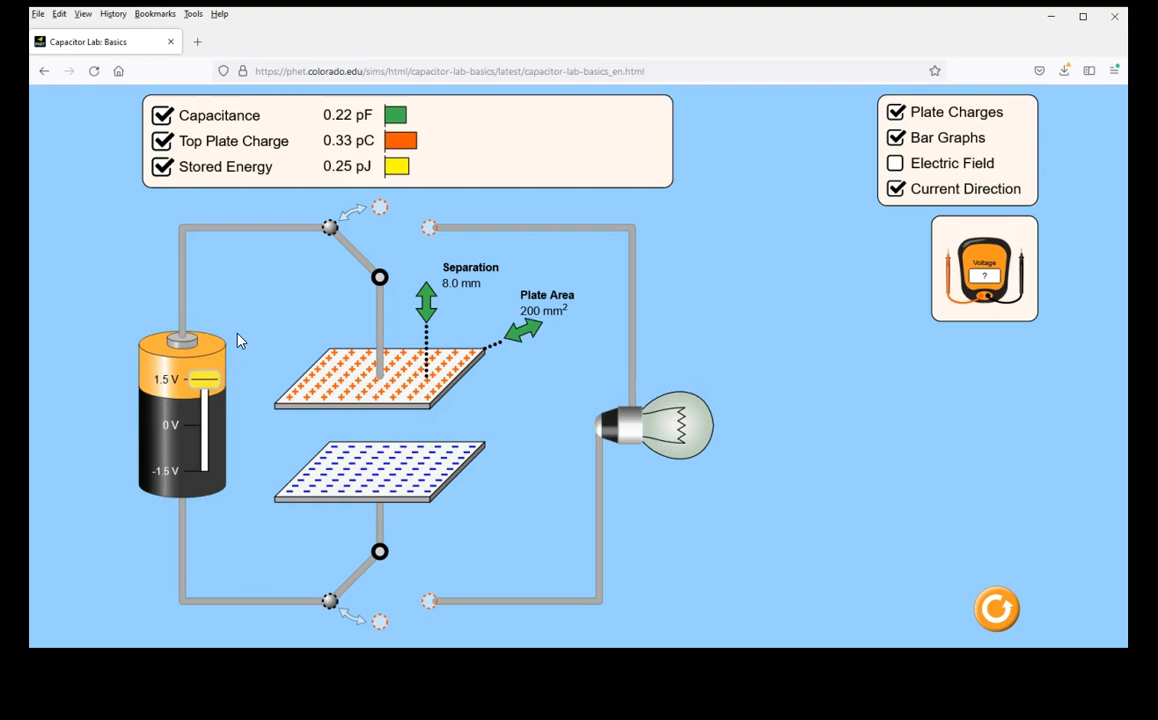 File Edit View History Bookmarks Tools Help
Capacitor Lab: Basics
https://phet.colorado.edu/sims/html/capacitor-lab-basics/latest/capacitor-lab-basics_en.html
Capacitance 0.22 pF
Top Plate Charge 0.33 pC
Stored Energy 0.25 pJ
Plate Charges
Bar Graphs
Electric Field
Current Direction
Voltage
?
Separation
8.0 mm
Plate Area
200 mm²
1.5 V
0 V
-1.5 V